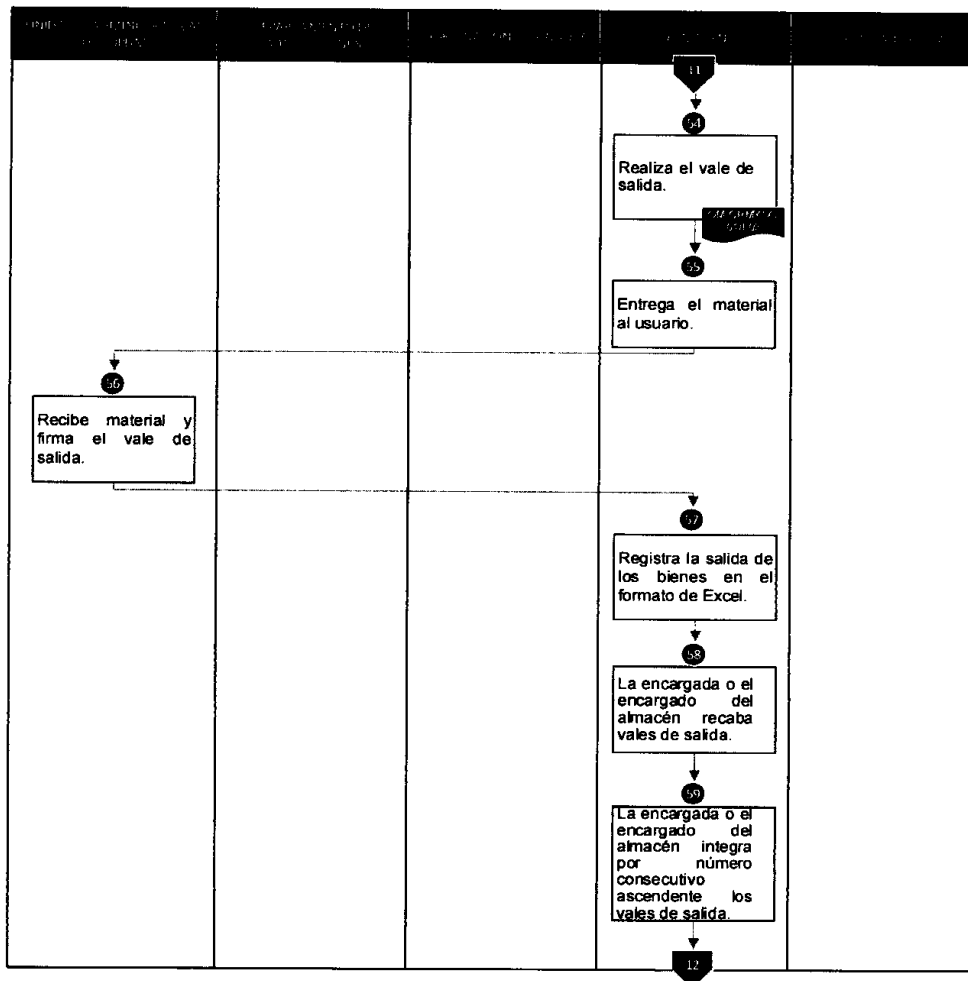 11
54
Realiza el vale de
salida.
55
Entrega el material
al usuario.
56
Recibe material y
firma el vale de
salida.
57
Registra la salida de
los bienes en el
formato de Excel.
58
La encargada o el
encargado del
almacén recaba
vales de salida.
59
La encargada o el
encargado del
almacén integra
por número
consecutivo
ascendente los
vales de salida.
12